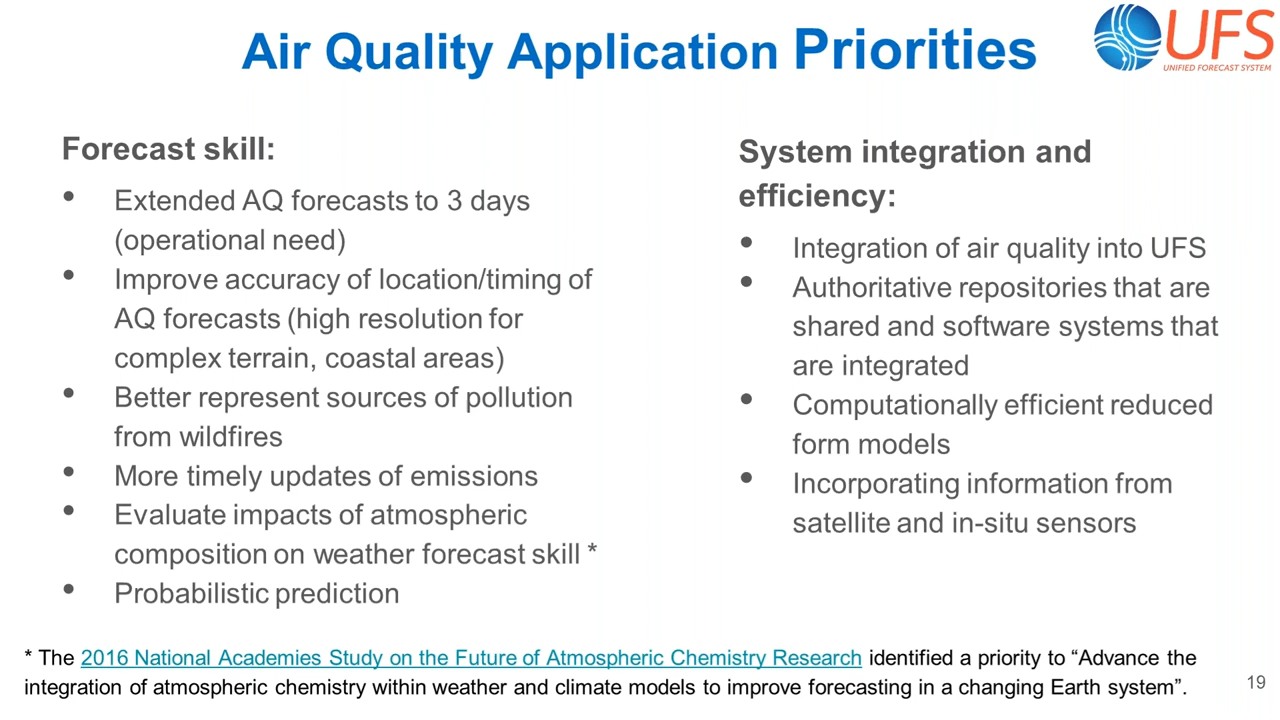 Air Quality Application Priorities
UFS
UNIFIED FORECAST SYSTEM
Forecast skill:
• Extended AQ forecasts to 3 days
(operational need)
• Improve accuracy of location/timing of
AQ forecasts (high resolution for
complex terrain, coastal areas)
• Better represent sources of pollution
from wildfires
• More timely updates of emissions
• Evaluate impacts of atmospheric
composition on weather forecast skill *
• Probabilistic prediction
System integration and
efficiency:
• Integration of air quality into UFS
• Authoritative repositories that are
shared and software systems that
are integrated
• Computationally efficient reduced
form models
• Incorporating information from
satellite and in-situ sensors
* The 2016 National Academies Study on the Future of Atmospheric Chemistry Research identified a priority to “Advance the
integration of atmospheric chemistry within weather and climate models to improve forecasting in a changing Earth system”.
19